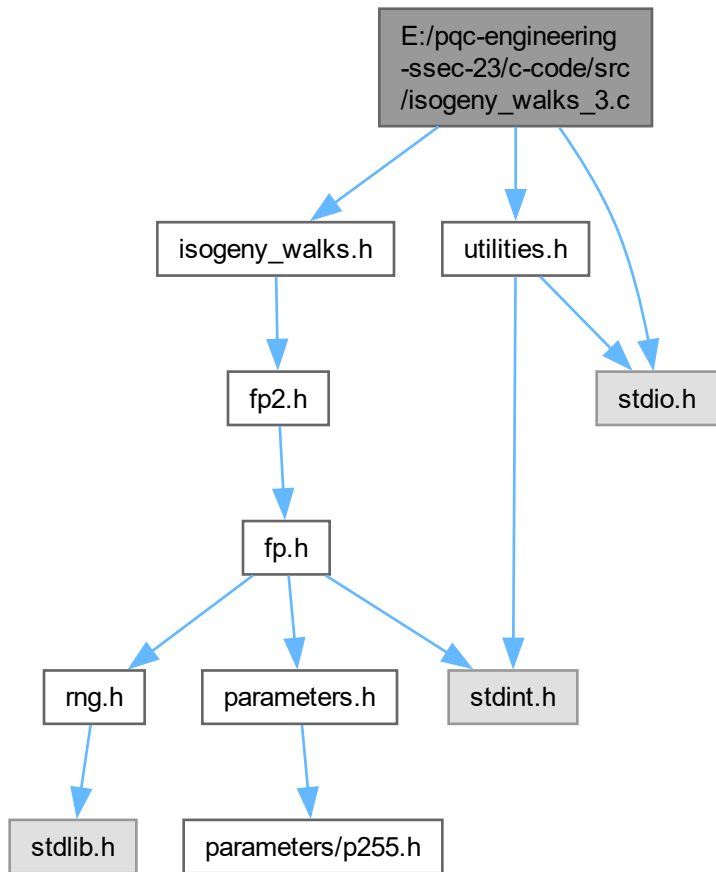 E:/pqc-engineering
-ssec-23/c-code/src
/isogeny_walks_3.c
isogeny_walks.h
utilities.h
fp2.h
stdio.h
fp.h
rng.h
parameters.h
stdint.h
stdlib.h
parameters/p255.h